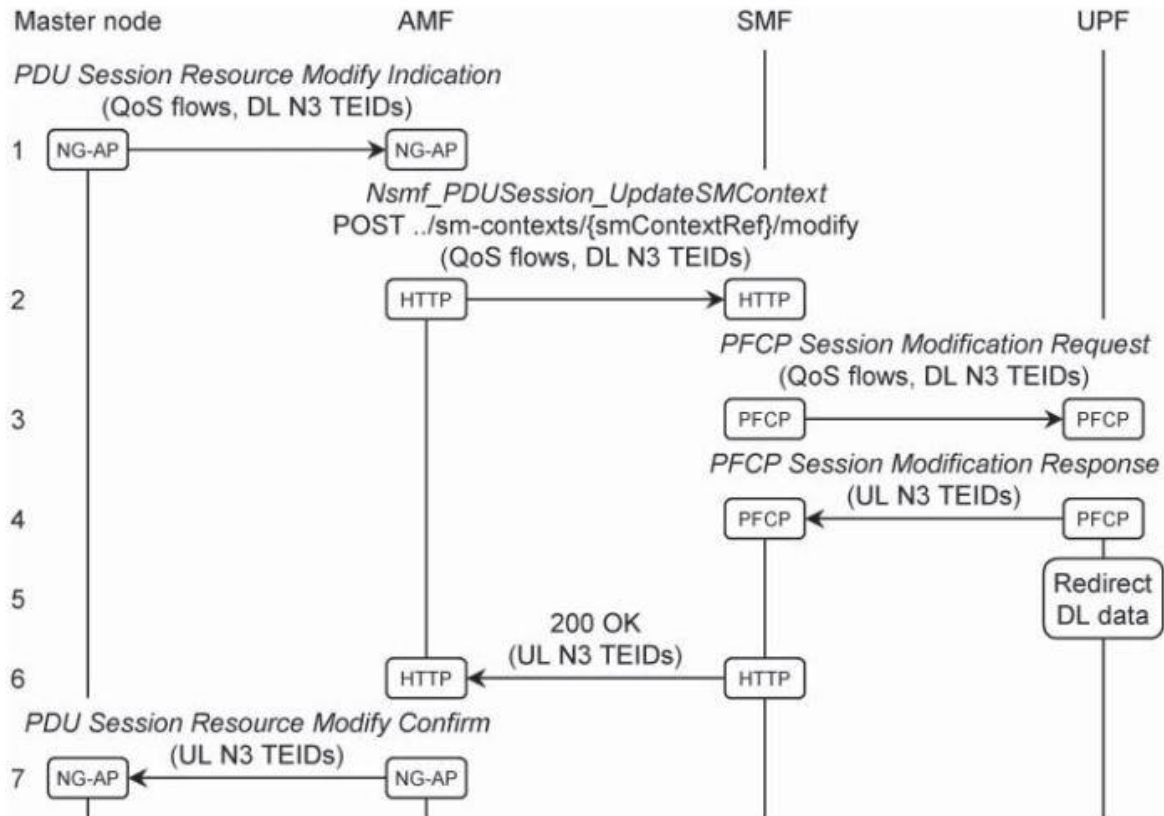 Master node AMF SMF UPF
PDU Session Resource Modify Indication
(QoS flows, DL N3 TEIDs)
1 NG-AP NG-AP
Nsmf_PDUSession_UpdateSMContext
POST ../sm-contexts/{smContextRef}/modify
(QoS flows, DL N3 TEIDs)
2 HTTP HTTP
PFCP Session Modification Request
(QoS flows, DL N3 TEIDs)
3 PFCP PFCP
PFCP Session Modification Response
(UL N3 TEIDs)
4 PFCP PFCP
5 Redirect
DL data
200 OK
(UL N3 TEIDs)
6 HTTP HTTP
PDU Session Resource Modify Confirm
(UL N3 TEIDs)
7 NG-AP NG-AP